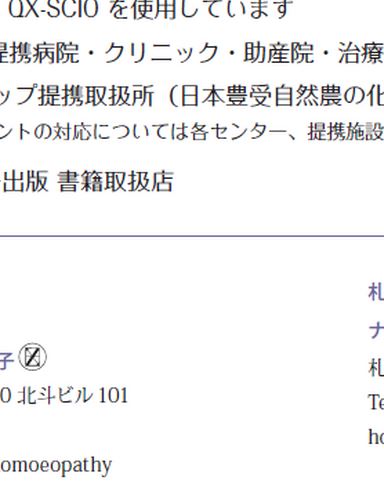 QX-SCIO を使用しています
提携病院・クリニック・助産院・治療
ップ提携取扱所（日本豊受自然農の化
ントの対応については各センター、提携施設
出版 書籍取扱店
札
ナ
子
札
0 北斗ビル 101
Te
ho
omoeopathy